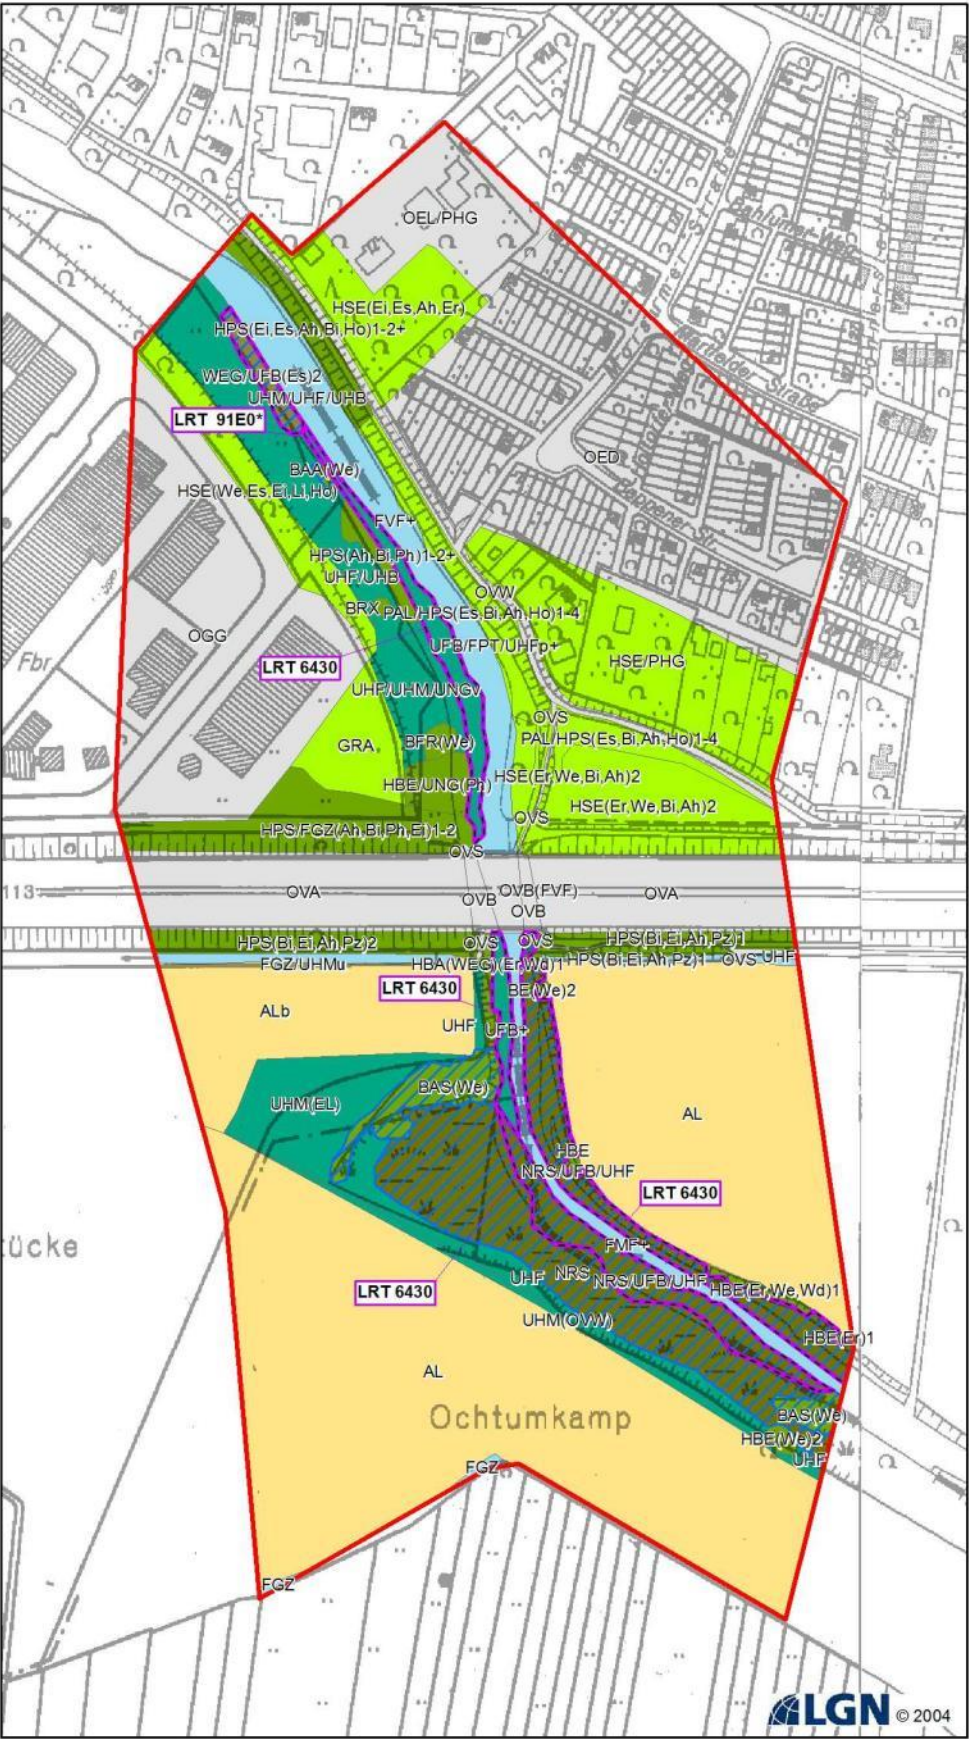 OEL/PHG
HSE(Ei,Es,Ah,Er)
HPS(Ei,Es,Ah,Bi,Ho)1-2+
WEG/UFB(Es)2
UHM/UHF/UHB
LRT 91E0*
OED
BAA(We)
HSE(We,Es,Ei,Li,Ho)
FVF+
HPS(Ah,Bi,Ph)1-2+
UHF/UHB
OVW
BRX
PAL/HPS(Es,Bi,Ah,Ho)1-4
OGG
UFB/FPT/UHFp+
Fbr
LRT 6430
HSE/PHG
UHF/UHM/UNGv
OVS
PAL/HPS(Es,Bi,Ah,Ho)1-4
GRA
BFR(We)
HSE(Er,We,Bi,Ah)2
HBE/UNG(Ph)
HSE(Er,We,Bi,Ah)2
OVS
HPS/FGZ(Ah,Bi,Ph,Ei)1-2
OVS
113
OVA
OVB(FVF)
OVA
OVB
OVB
HPS(Bi,Ei,Ah,Pz)2
OVS
OVS
HPS(Bi,Ei,Ah,Pz)1
FGZ/UHMu
HBA(WEG)(Er,Wd)1
HPS(Bi,Ei,Ah,Pz)1
OVS
UHF
LRT 6430
BE(We)2
ALb
UHF
UFB+
BAS(We)
UHM(EL)
AL
HBE
NRS/UFB/UHF
LRT 6430
ücke
FMF+
UHF
NRS
NRS/UFB/UHF
HBE(Er,We,Wd)1
LRT 6430
UHM(OVW)
HBE(Er)1
AL
Ochtumkamp
BAS(We)
HBE(We)2
UHF
FGZ
FGZ
LGN © 2004